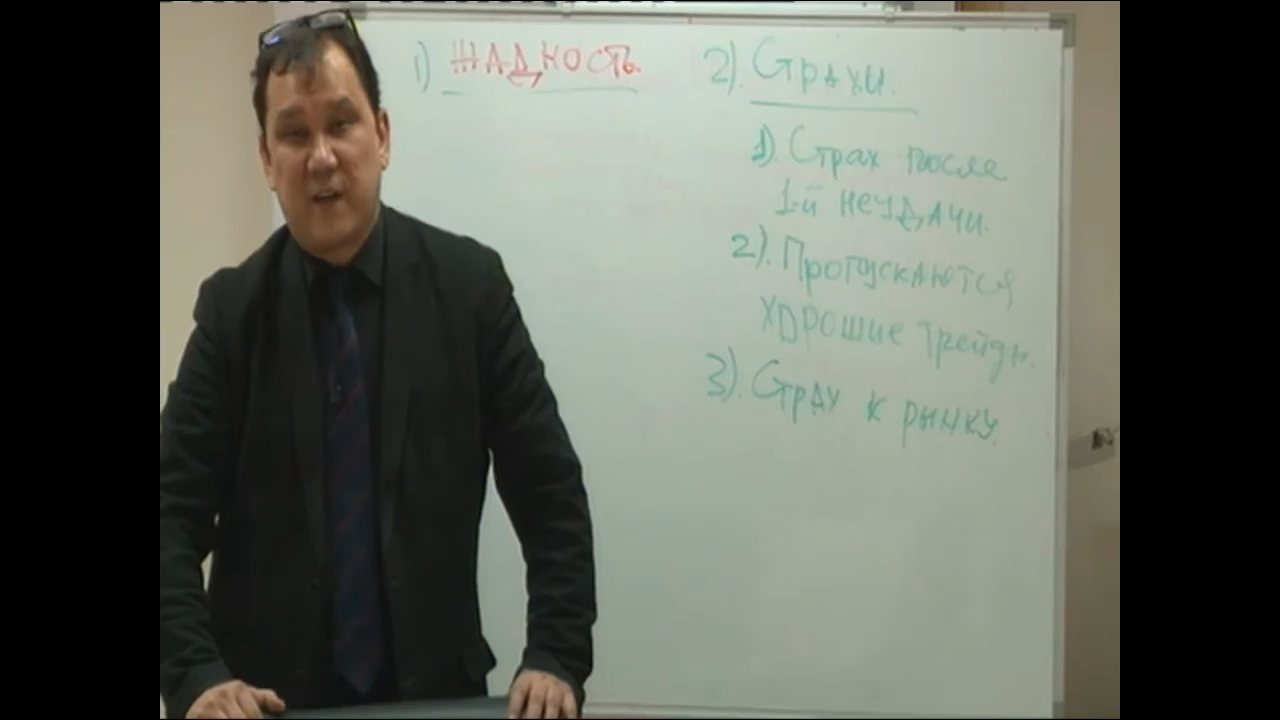 1) ЖАДНОСТЬ.
2). Страхи.
1). Страх после
1-й неудачи.
2). Пропускаются
хорошие трейды.
3). Страх к рынку.